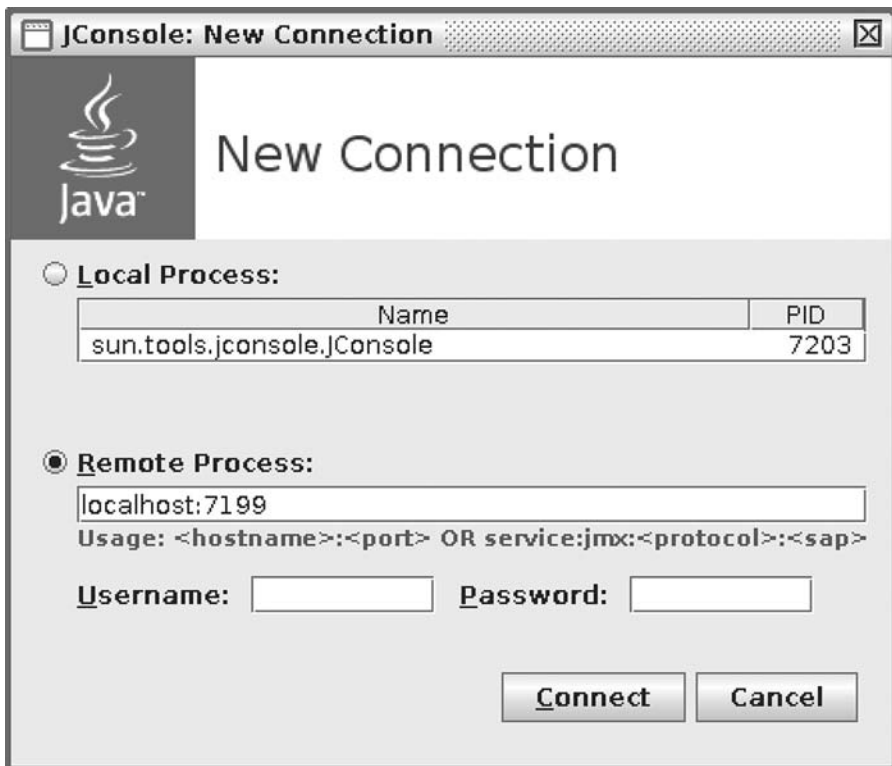 JConsole: New Connection
Java™
New Connection
Local Process:
Name PID
sun.tools.jconsole.JConsole 7203
Remote Process:
localhost:7199
Usage: <hostname>:<port> OR service:jmx:<protocol>:<sap>
Username: Password:
Connect Cancel